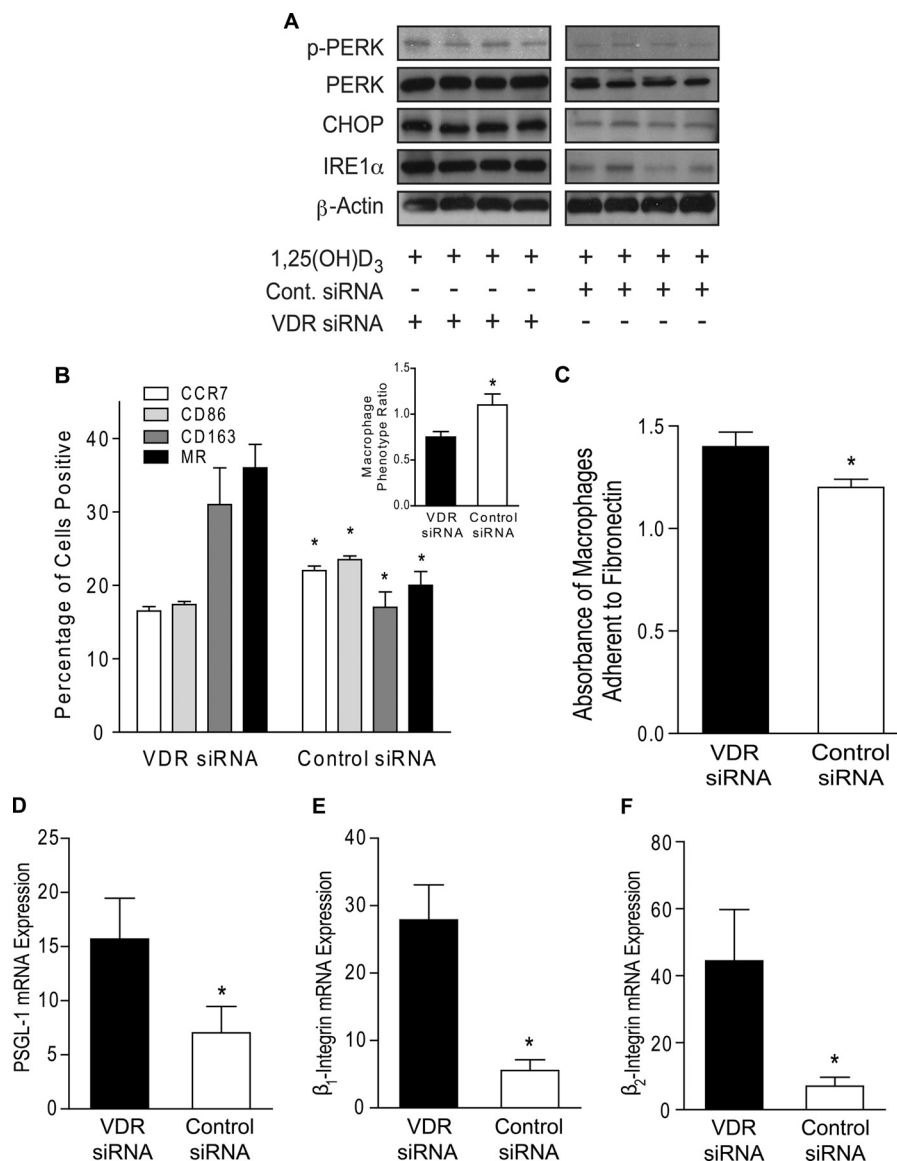 A
p-PERK
PERK
CHOP
IRE1α
β-Actin
1,25(OH)D3 + + + + + + + +
Cont. siRNA - - - - + + + +
VDR siRNA + + + + - - - -
B
CCR7
CD86
CD163
MR
Percentage of Cells Positive
40
30
20
10
0
* * * *
VDR siRNA Control siRNA
Macrophage
Phenotype Ratio
1.5
1.0
0.5
0.0
*
VDR Control
siRNA siRNA
C
Absorbance of Macrophages
Adherent to Fibronectin
1.5
1.0
0.5
0.0
*
VDR Control
siRNA siRNA
D
PSGL-1 mRNA Expression
25
20
15
10
5
0
*
VDR Control
siRNA siRNA
E
β1-Integrin mRNA Expression
40
30
20
10
0
*
VDR Control
siRNA siRNA
F
β2-Integrin mRNA Expression
80
60
40
20
0
*
VDR Control
siRNA siRNA